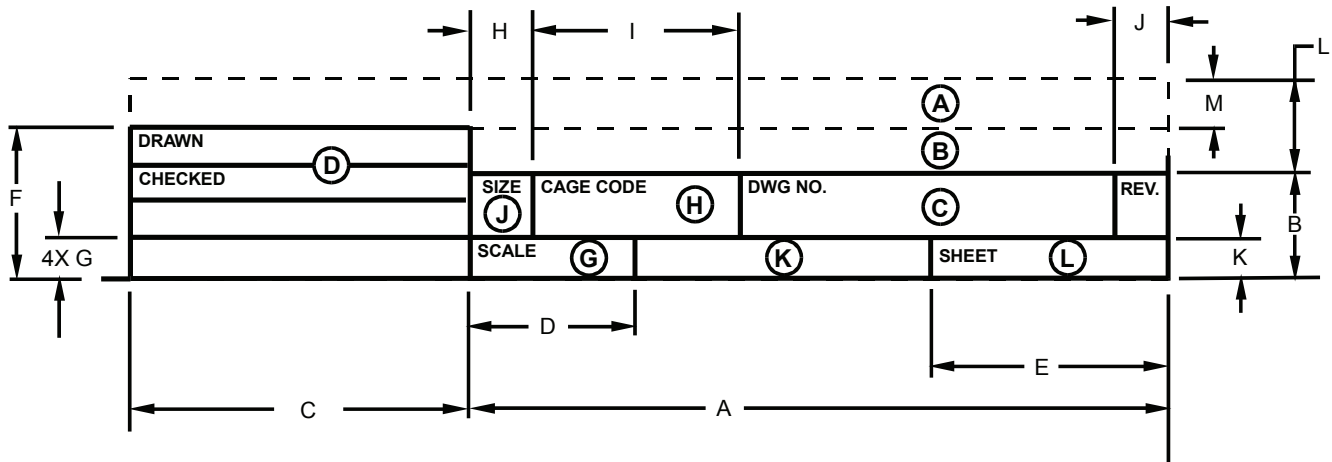 H I J
L
A M
DRAWN
D B
CHECKED
F SIZE CAGE CODE DWG NO. REV.
J H C B
4X G SCALE G K SHEET L K
D
E
C A